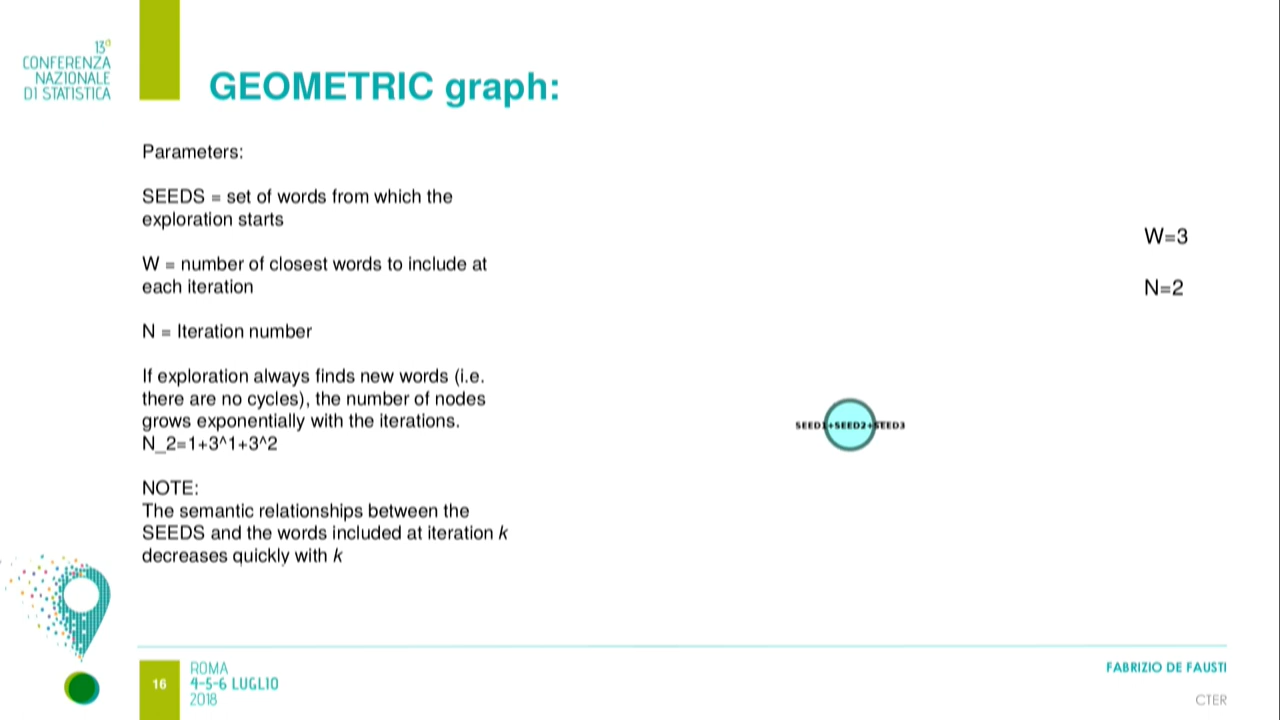 13ª
CONFERENZA
NAZIONALE
DI STATISTICA
GEOMETRIC graph:
Parameters:
SEEDS = set of words from which the
exploration starts
W = number of closest words to include at
each iteration
N = Iteration number
If exploration always finds new words (i.e.
there are no cycles), the number of nodes
grows exponentially with the iterations.
N_2=1+3^1+3^2
NOTE:
The semantic relationships between the
SEEDS and the words included at iteration k
decreases quickly with k
W=3
N=2
SEED1+SEED2+SEED3
16
ROMA
4-5-6 LUGLIO
2018
FABRIZIO DE FAUSTI
CTER